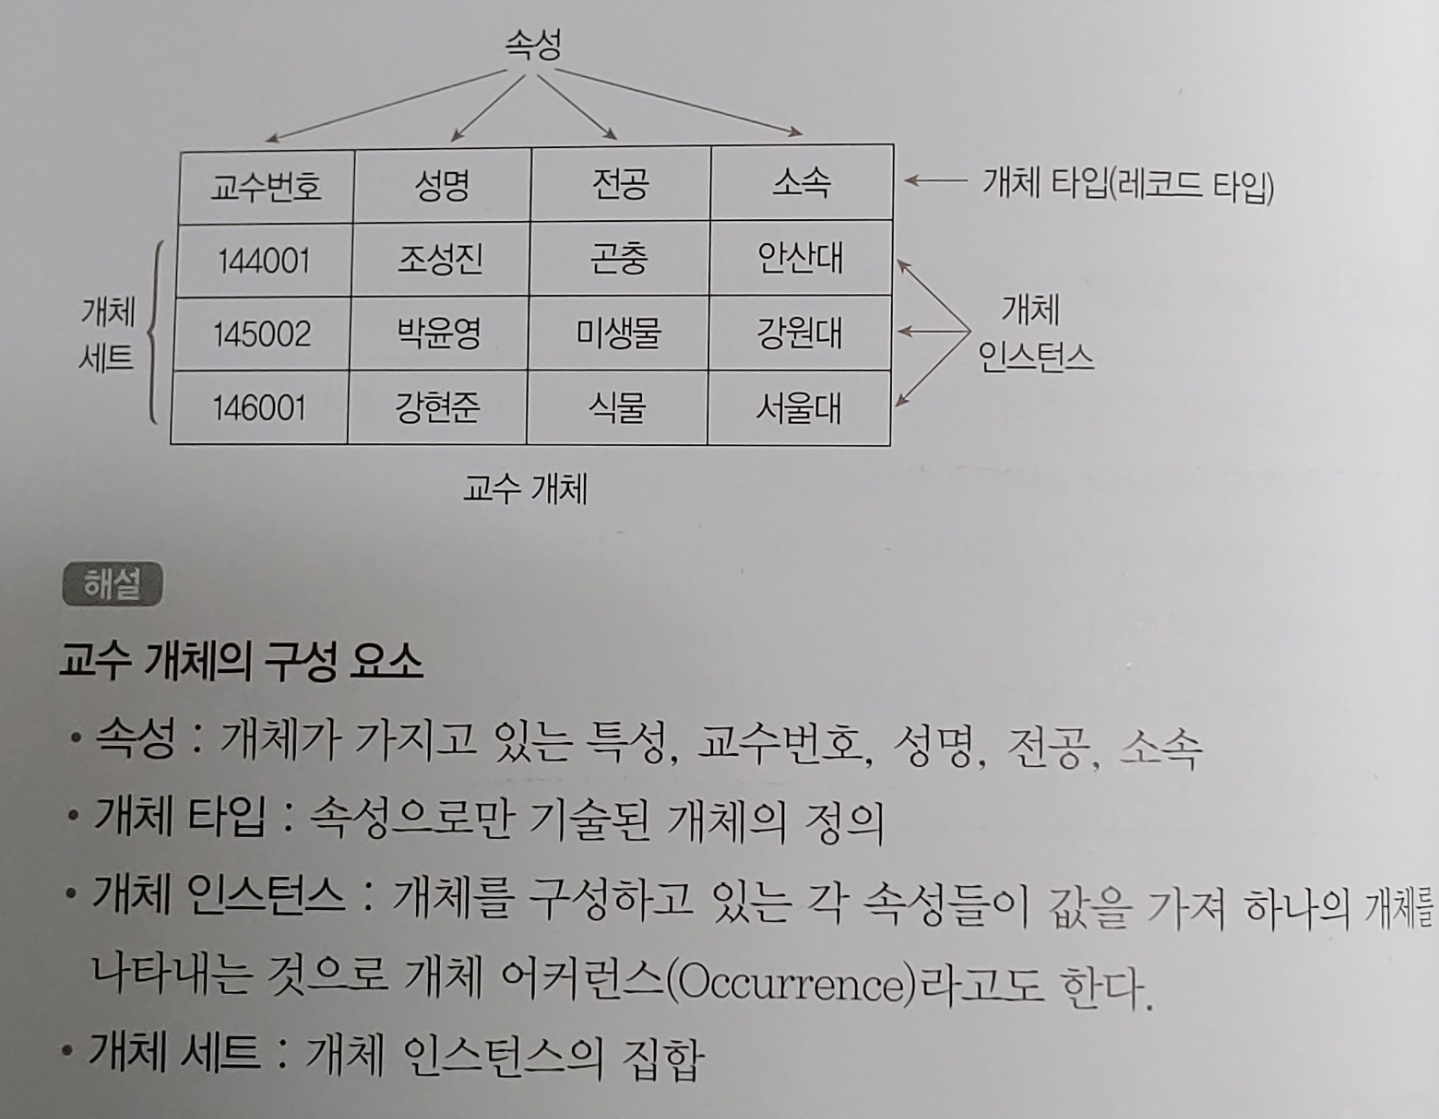 속성
교수번호 성명 전공 소속
개체 타입(레코드 타입)
144001 조성진 곤충 안산대
145002 박윤영 미생물 강원대
146001 강현준 식물 서울대
개체
세트
개체
인스턴스
교수 개체
해설
교수 개체의 구성 요소
• 속성 : 개체가 가지고 있는 특성, 교수번호, 성명, 전공, 소속
• 개체 타입 : 속성으로만 기술된 개체의 정의
• 개체 인스턴스 : 개체를 구성하고 있는 각 속성들이 값을 가져 하나의 개체를
나타내는 것으로 개체 어커런스(Occurrence)라고도 한다.
• 개체 세트 : 개체 인스턴스의 집합